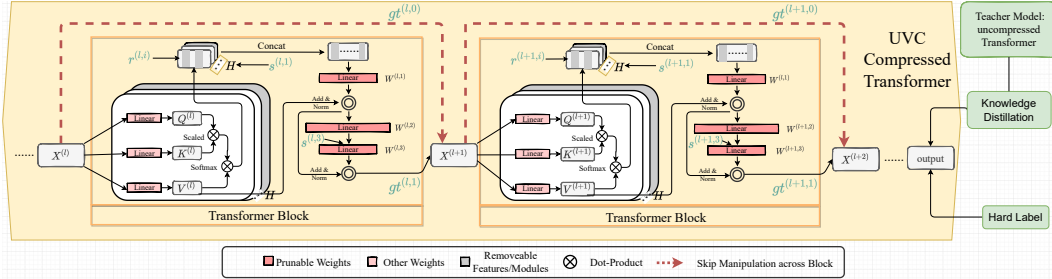 gt^{(l,0)}
gt^{(l+1,0)}
Teacher Model:
uncompressed
Transformer
UVC
Compressed
Transformer
Knowledge
Distillation
output
Hard Label
Concat
r^{(l,i)}
H
s^{(l,1)}
Linear
W^{(l,1)}
Add &
Norm
Linear
W^{(l,2)}
s^{(l,3)}
Linear
W^{(l,3)}
Add &
Norm
X^{(l)}
Linear
Q^{(l)}
Scaled
Linear
K^{(l)}
Softmax
Linear
V^{(l)}
H
gt^{(l,1)}
Transformer Block
X^{(l+1)}
Concat
r^{(l+1,i)}
H
s^{(l+1,1)}
Linear
W^{(l,1)}
Add &
Norm
Linear
W^{(l+1,2)}
s^{(l+1,3)}
Linear
W^{(l+1,3)}
Add &
Norm
Linear
Q^{(l+1)}
Scaled
Linear
K^{(l+1)}
Softmax
Linear
V^{(l+1)}
H
gt^{(l+1,1)}
Transformer Block
X^{(l+2)}
Prunable Weights
Other Weights
Removeable
Features/Modules
Dot-Product
Skip Manipulation across Block